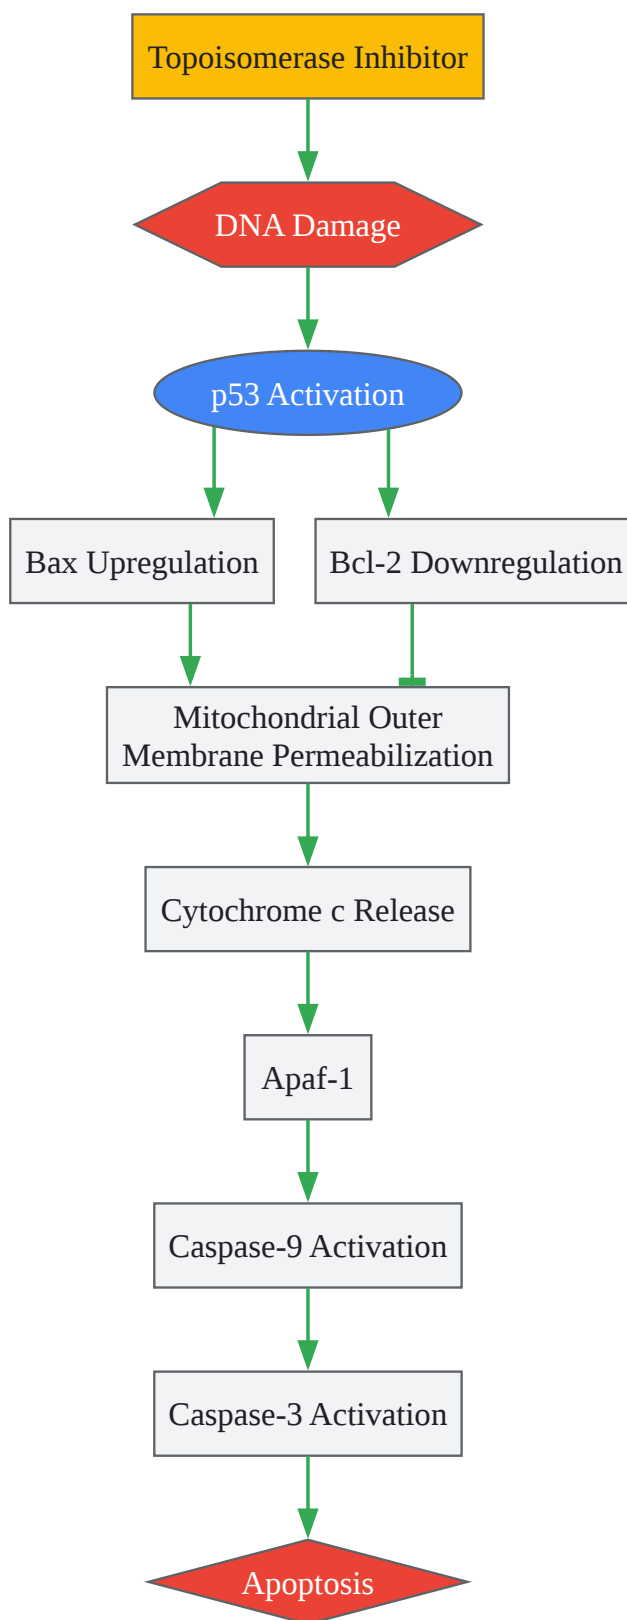 Topoisomerase Inhibitor
DNA Damage
p53 Activation
Bax Upregulation
Bcl-2 Downregulation
Mitochondrial Outer
Membrane Permeabilization
Cytochrome c Release
Apaf-1
Caspase-9 Activation
Caspase-3 Activation
Apoptosis